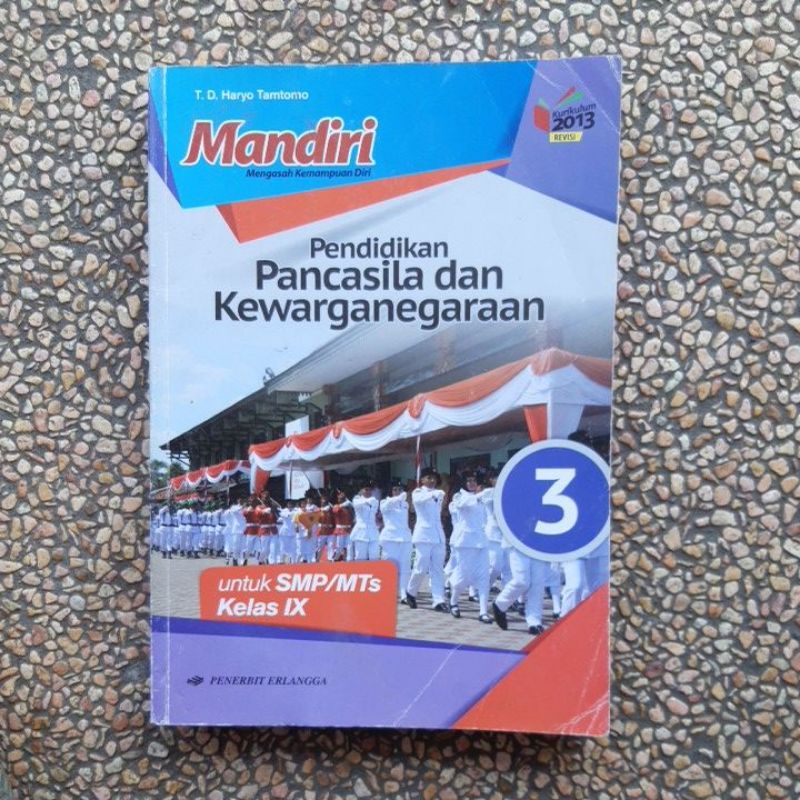 T. D. Haryo Tamtomo
Mandiri
Mengasah Kemampuan Diri
Kurikulum
2013
REVISI
Pendidikan
Pancasila dan
Kewarganegaraan
3
untuk SMP/MTs
Kelas IX
PENERBIT ERLANGGA